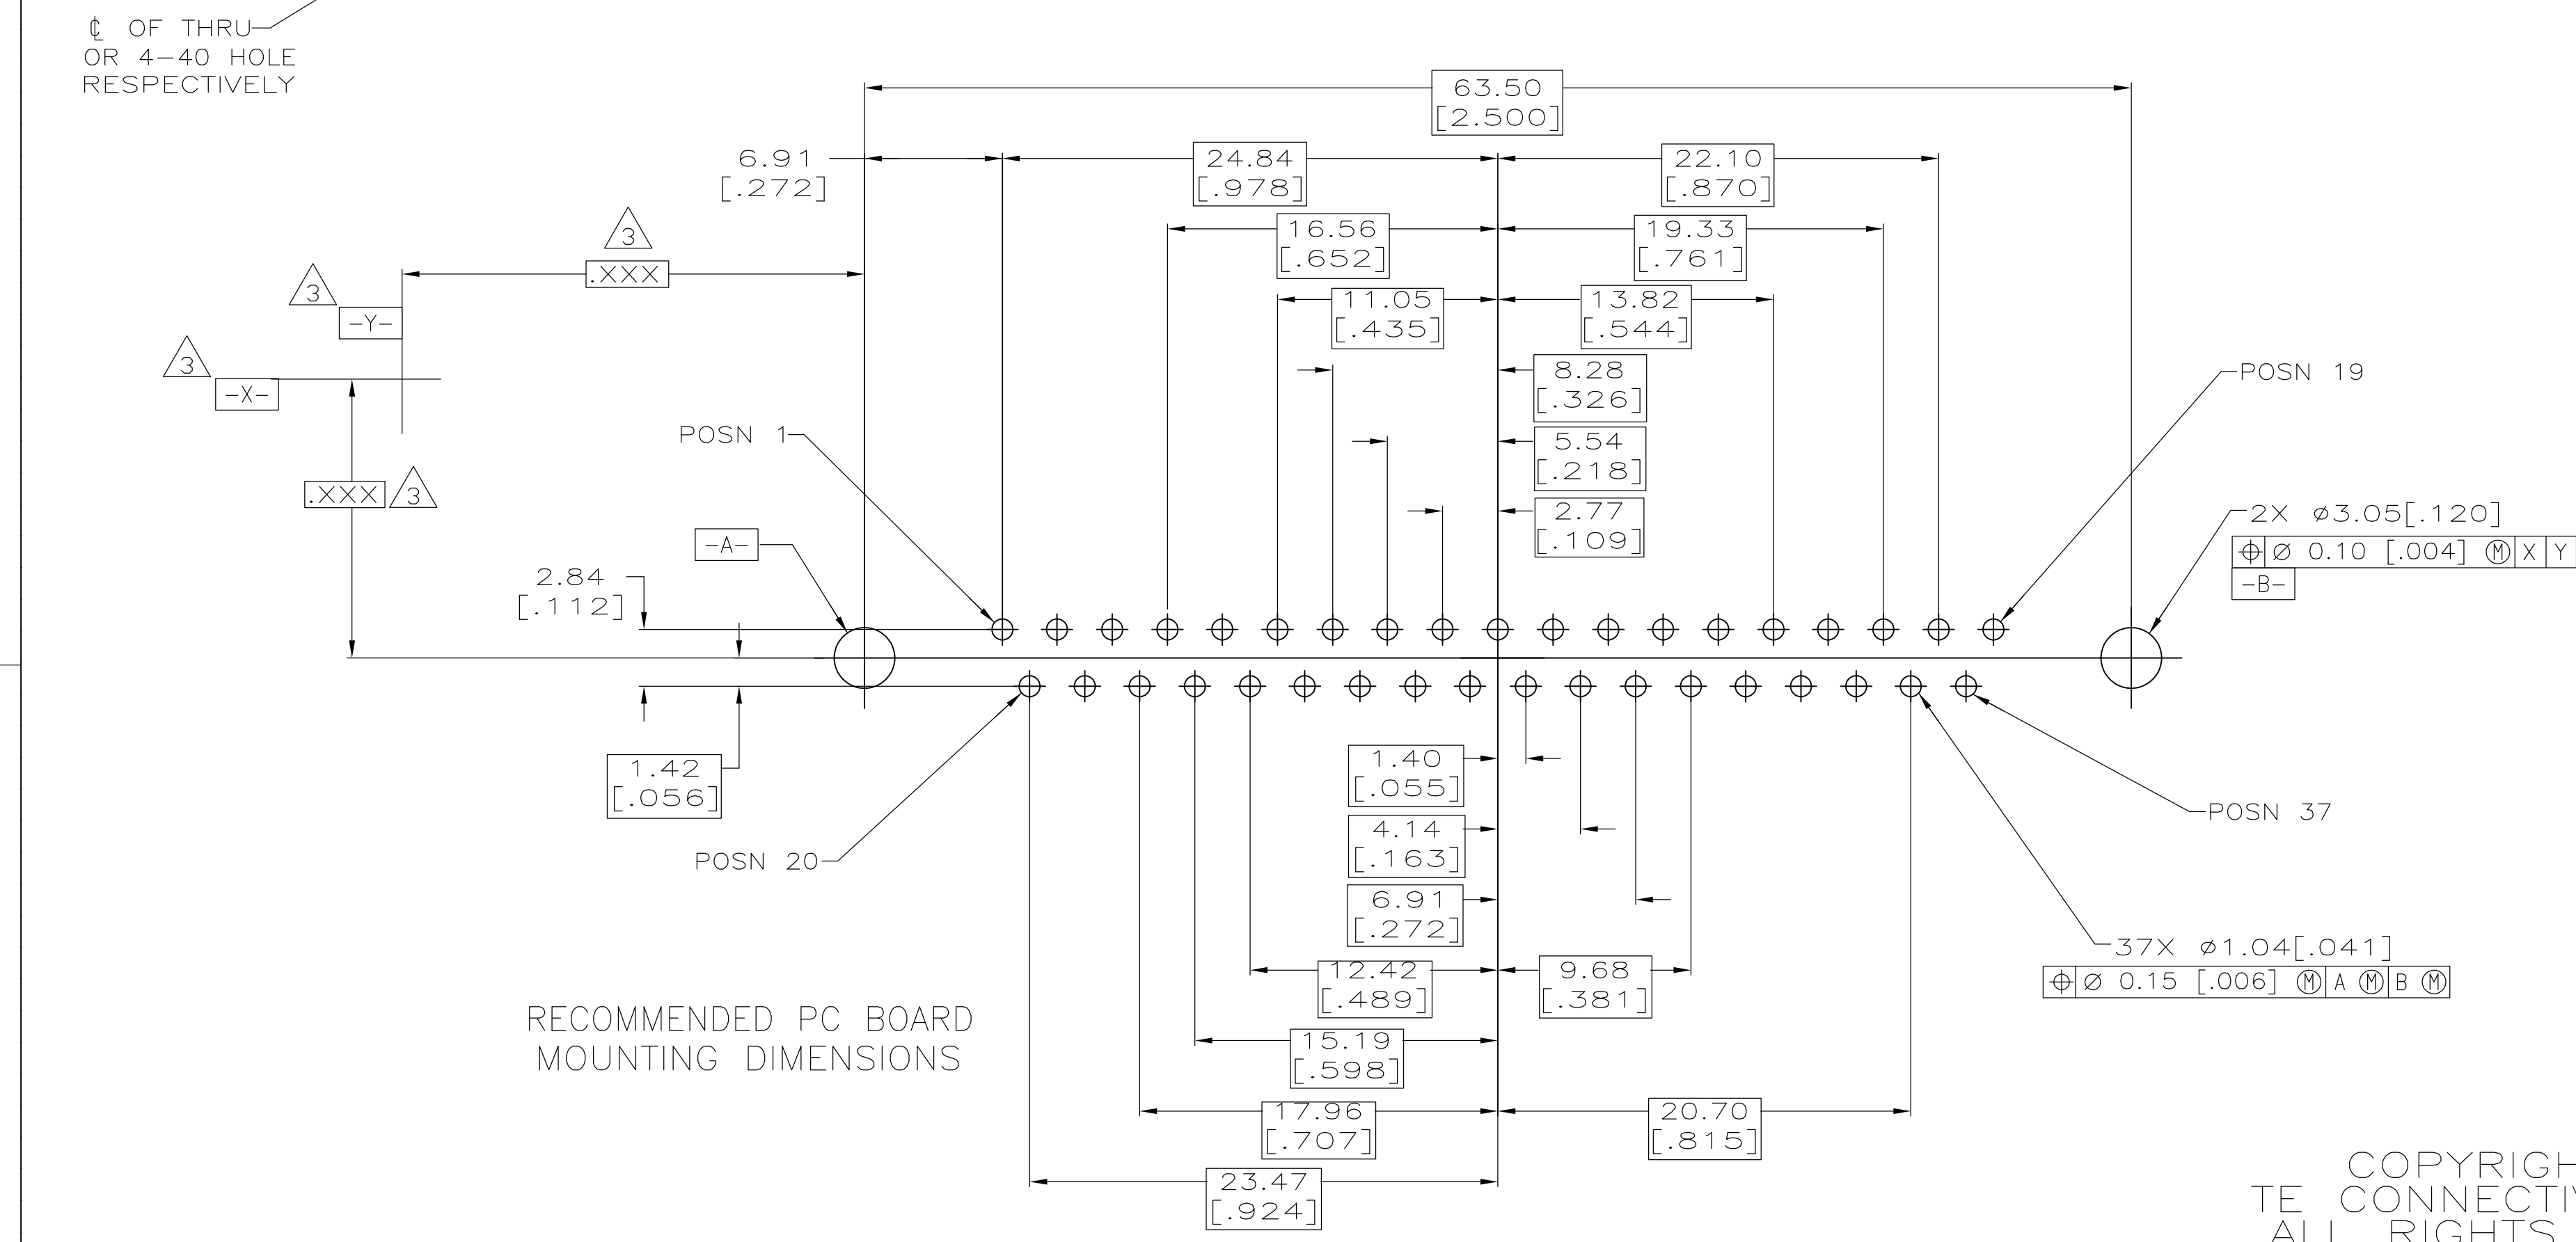 ℄ OF THRU
OR 4-40 HOLE
RESPECTIVELY
63.50
[2.500]
6.91
[.272]
24.84
[.978]
22.10
[.870]
16.56
[.652]
19.33
[.761]
3
.XXX
11.05
[.435]
13.82
[.544]
3
-Y-
3
-X-
8.28
[.326]
POSN 19
POSN 1
5.54
[.218]
.XXX
3
2.77
[.109]
2X ⌀3.05[.120]
⌖ ⌀ 0.10 [.004] Ⓜ X Y
-B-
-A-
2.84
[.112]
1.42
[.056]
1.40
[.055]
POSN 37
4.14
[.163]
POSN 20
6.91
[.272]
37X ⌀1.04[.041]
⌖ ⌀ 0.15 [.006] Ⓜ A Ⓜ B Ⓜ
12.42
[.489]
9.68
[.381]
RECOMMENDED PC BOARD
MOUNTING DIMENSIONS
15.19
[.598]
17.96
[.707]
20.70
[.815]
23.47
[.924]
COPYRIGH
TE CONNECTIV
ALL RIGHTS